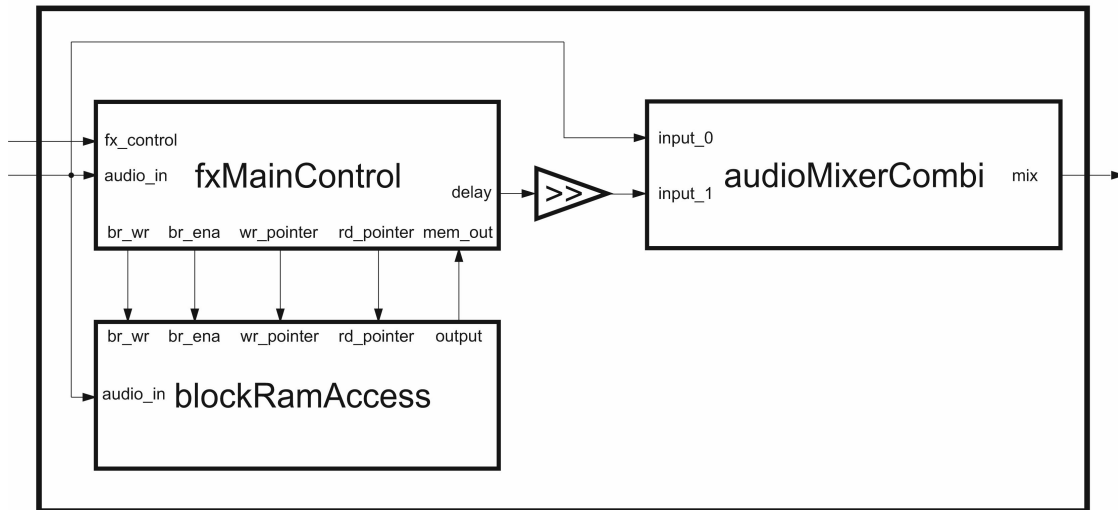 fx_control
audio_in
fxMainControl
delay
br_wr br_ena wr_pointer rd_pointer mem_out
>>
input_0
input_1
audioMixerCombi
mix
br_wr br_ena wr_pointer rd_pointer output
audio_in
blockRamAccess